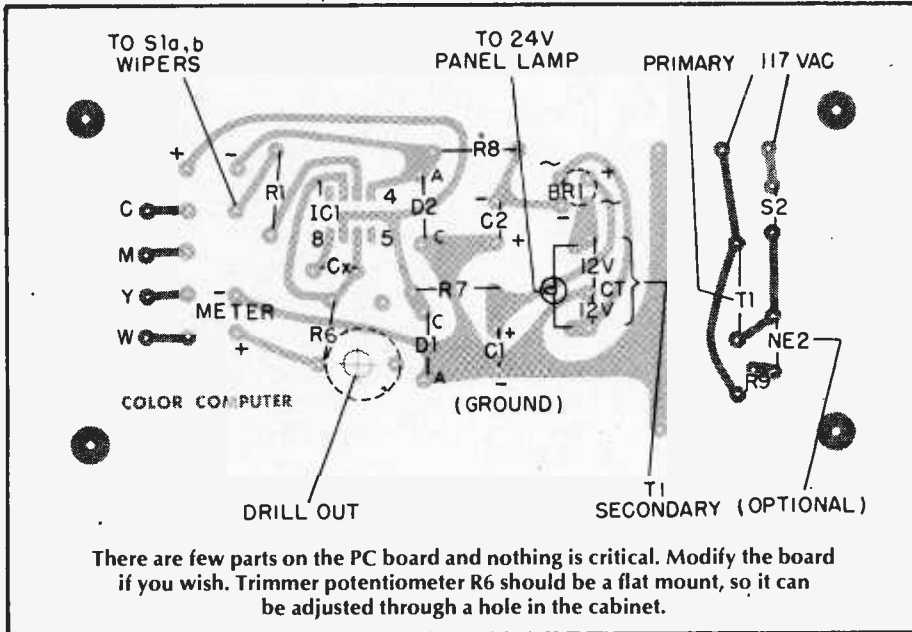 TO S1a,b
WIPERS
TO 24V
PANEL LAMP
PRIMARY
117 VAC
+
-
R8
~
+
A
BR1
R1
1
4
IC1
D2
-
C2
-
~
S2
C
8
5
C
+
M
Cx
12V
Y
-
METER
R7
CT
T1
12V
W
+
R6
C
D1
C1
+
NE2
R9
A
-
COLOR COMPUTER
(GROUND)
DRILL OUT
T1
SECONDARY
(OPTIONAL)
There are few parts on the PC board and nothing is critical. Modify the board
if you wish. Trimmer potentiometer R6 should be a flat mount, so it can
be adjusted through a hole in the cabinet.